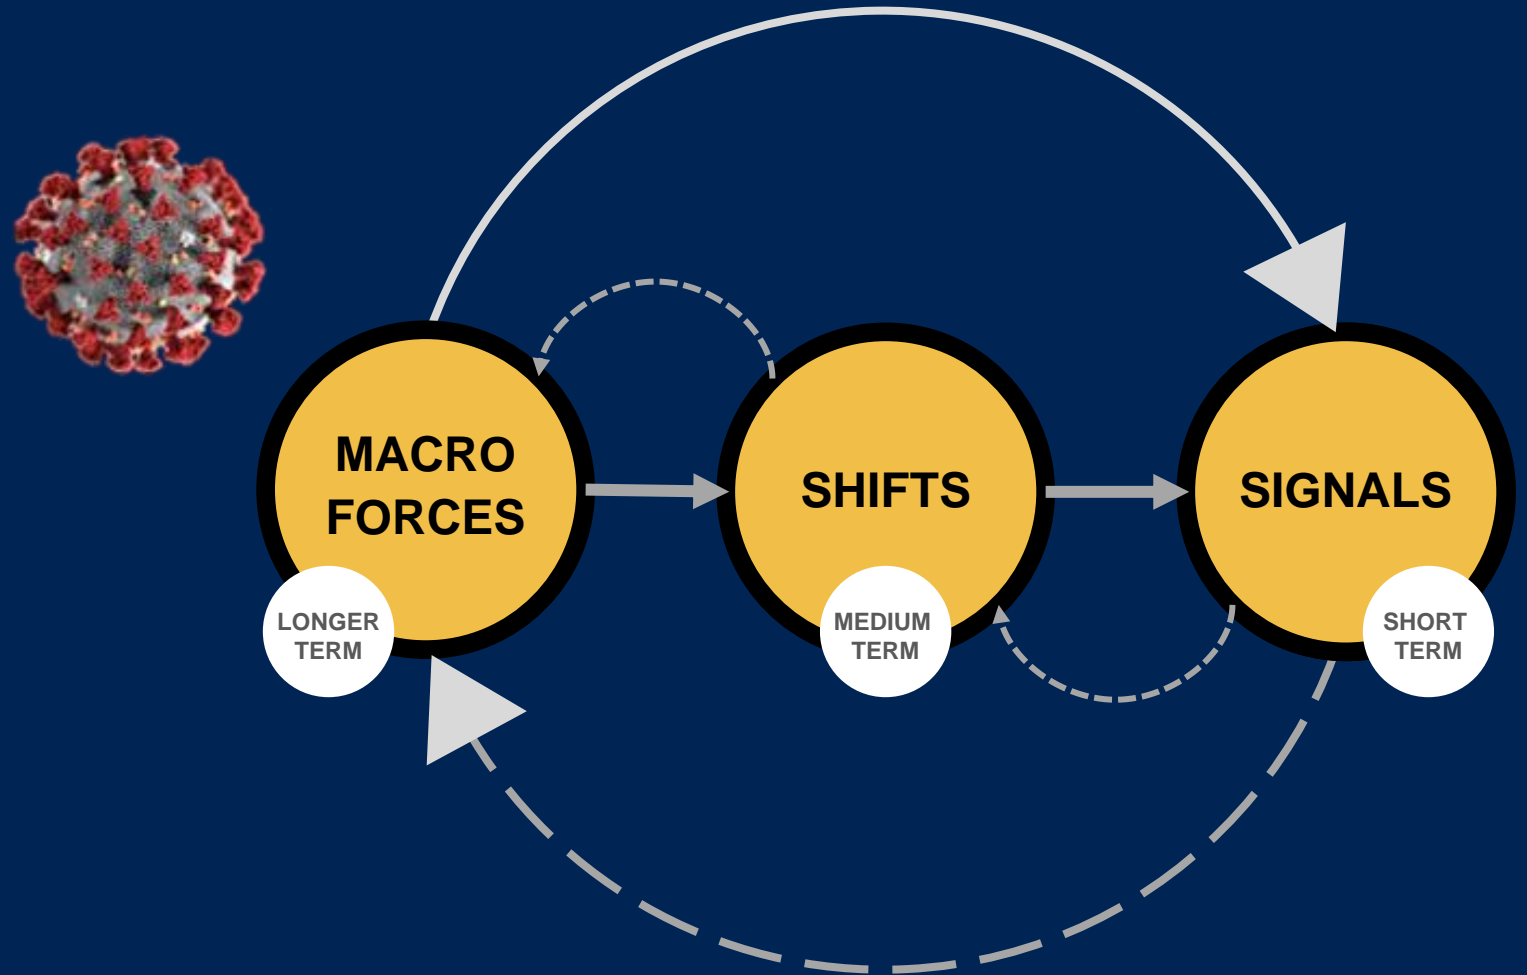 MACRO
FORCES
LONGER
TERM
SHIFTS
MEDIUM
TERM
SIGNALS
SHORT
TERM